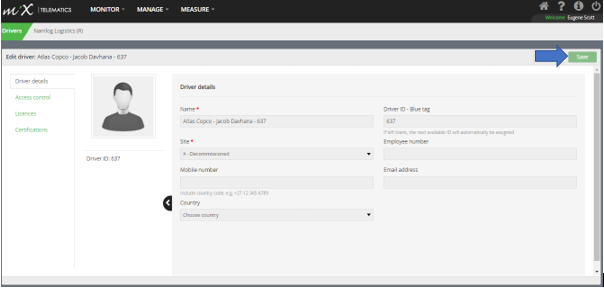 miX TELEMATICS MONITOR MANAGE MEASURE
Welcome Eugene Scott
Drivers Namlog Logistics (R)
Edit driver: Atlas Copco - Jacob Davhana - 637 Save
Driver details
Access control
Licences
Certifications
Driver ID: 637
Driver details
Name * Driver ID - Blue tag
Atlas Copco - Jacob Davhana - 637 637
If left blank, the next available ID will automatically be assigned
Site * Employee number
X - Decommissioned
Mobile number Email address
Include country code e.g. +27 12 345 6789
Country
Choose country